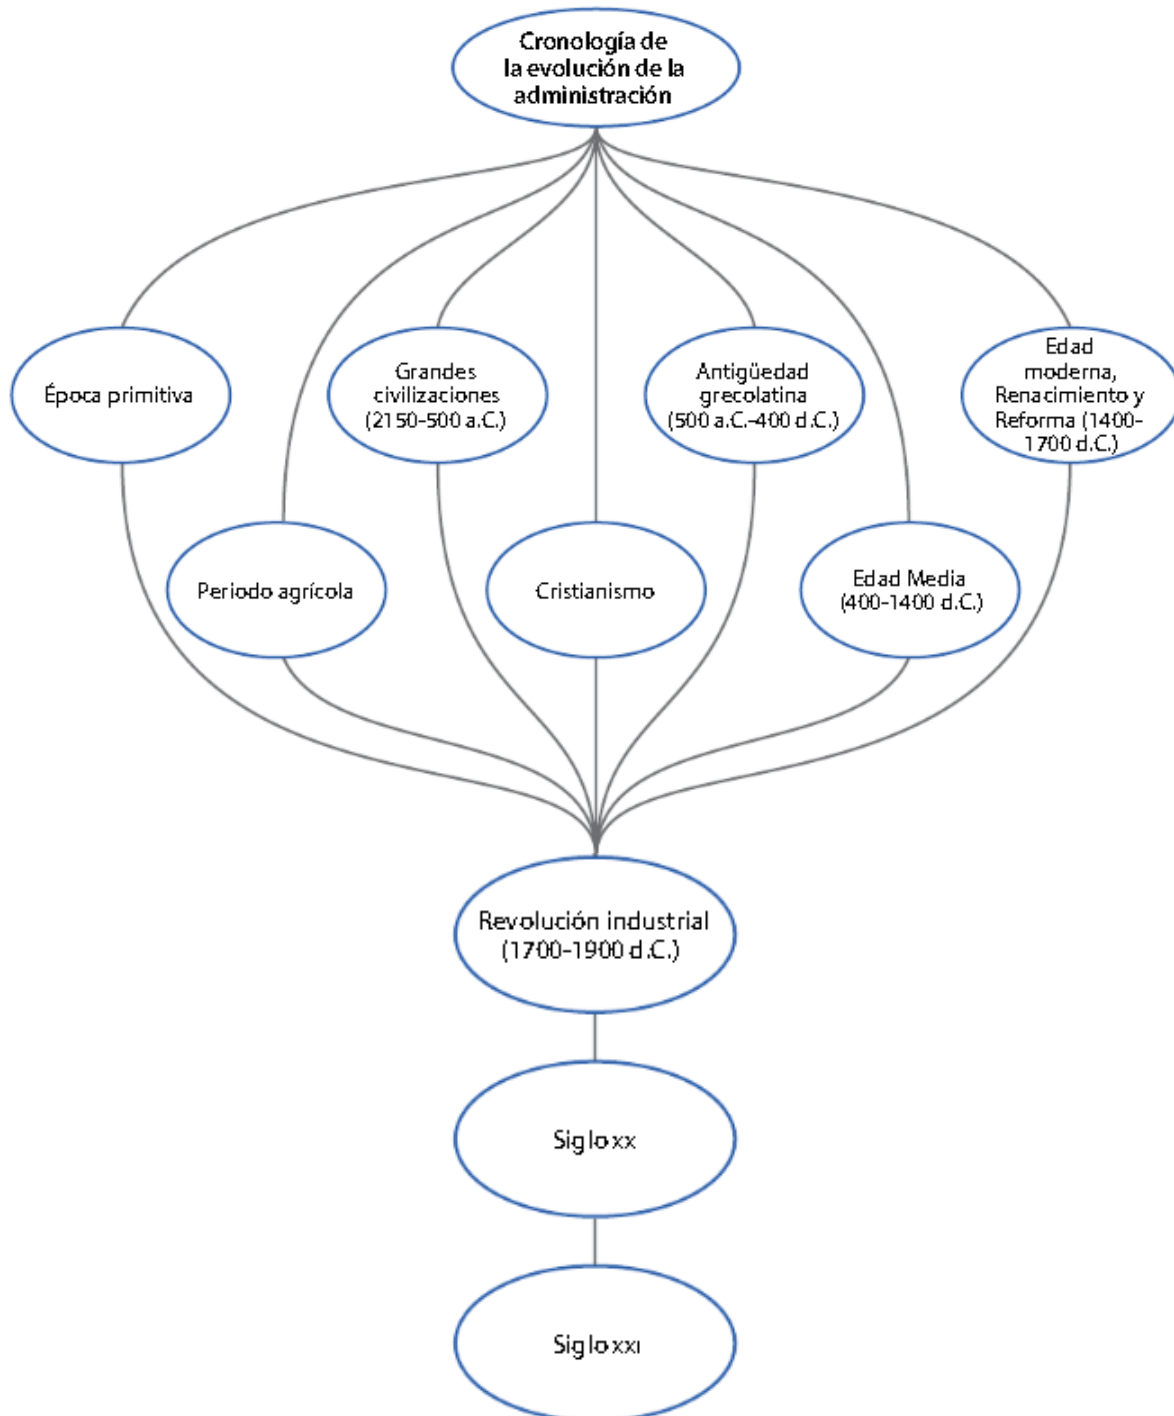 Cronología de
la evolución de la
administración
Época primitiva
Grandes
civilizaciones
(2150-500 a.C.)
Antigüedad
grecolatina
(500 a.C.-400 d.C.)
Edad
moderna,
Renacimiento y
Reforma (1400-
1700 d.C.)
Periodo agrícola
Cristianismo
Edad Media
(400-1400 d.C.)
Revolución industrial
(1700-1900 d.C.)
Siglo xx
Siglo xxi